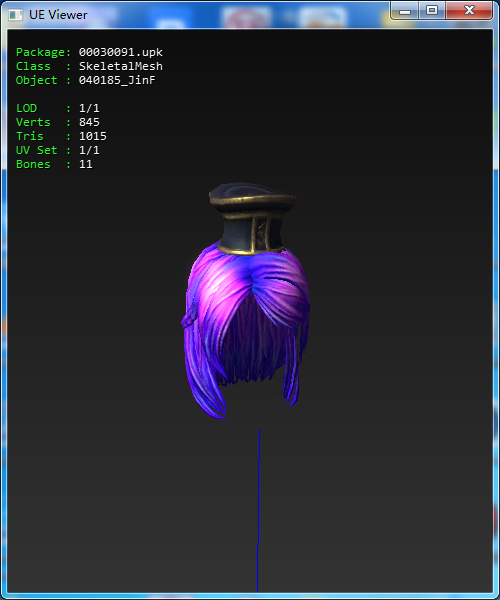 UE Viewer
Package: 00030091.upk
Class : SkeletalMesh
Object : 040185_JinF
LOD : 1/1
Verts : 845
Tris : 1015
UV Set : 1/1
Bones : 11